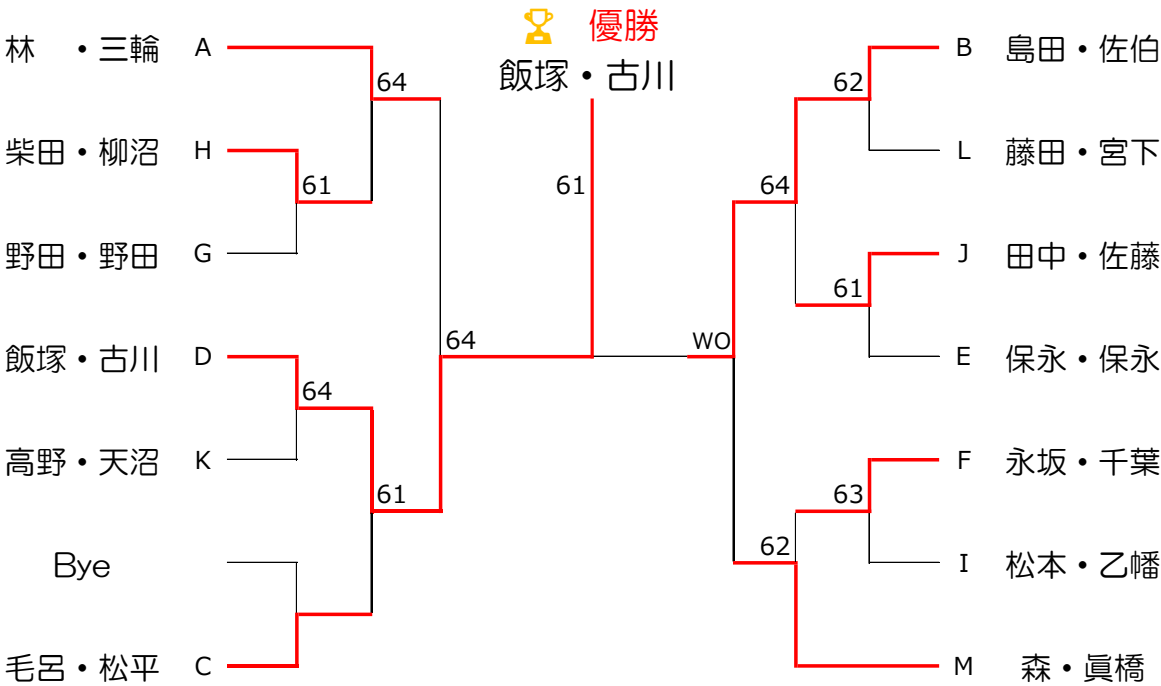 優勝
飯塚・古川
林　・三輪 A
柴田・柳沼 H
野田・野田 G
飯塚・古川 D
高野・天沼 K
Bye
毛呂・松平 C
64
61
64
61
64
61
WO
62
64
61
63
62
B 島田・佐伯
L 藤田・宮下
J 田中・佐藤
E 保永・保永
F 永坂・千葉
I 松本・乙幡
M 森・眞橋